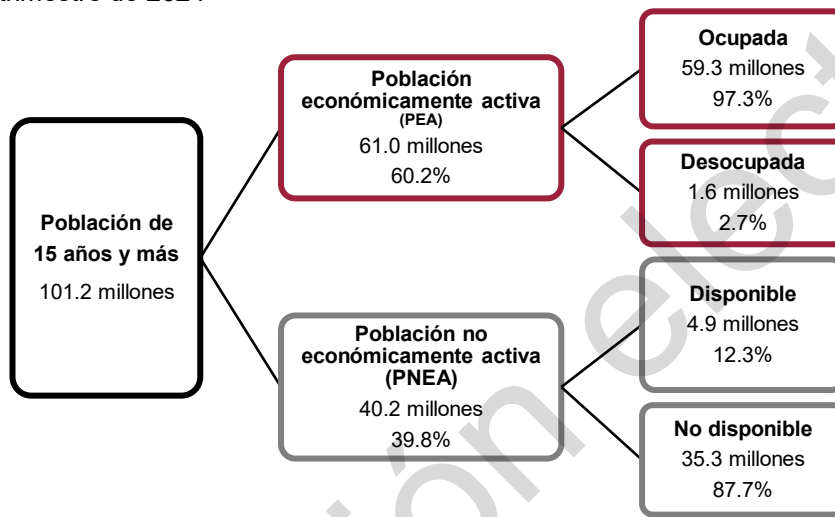 Población de
15 años y más
101.2 millones
Población
económicamente activa
(PEA)
61.0 millones
60.2%
Ocupada
59.3 millones
97.3%
Desocupada
1.6 millones
2.7%
Población no
económicamente activa
(PNEA)
40.2 millones
39.8%
Disponible
4.9 millones
12.3%
No disponible
35.3 millones
87.7%